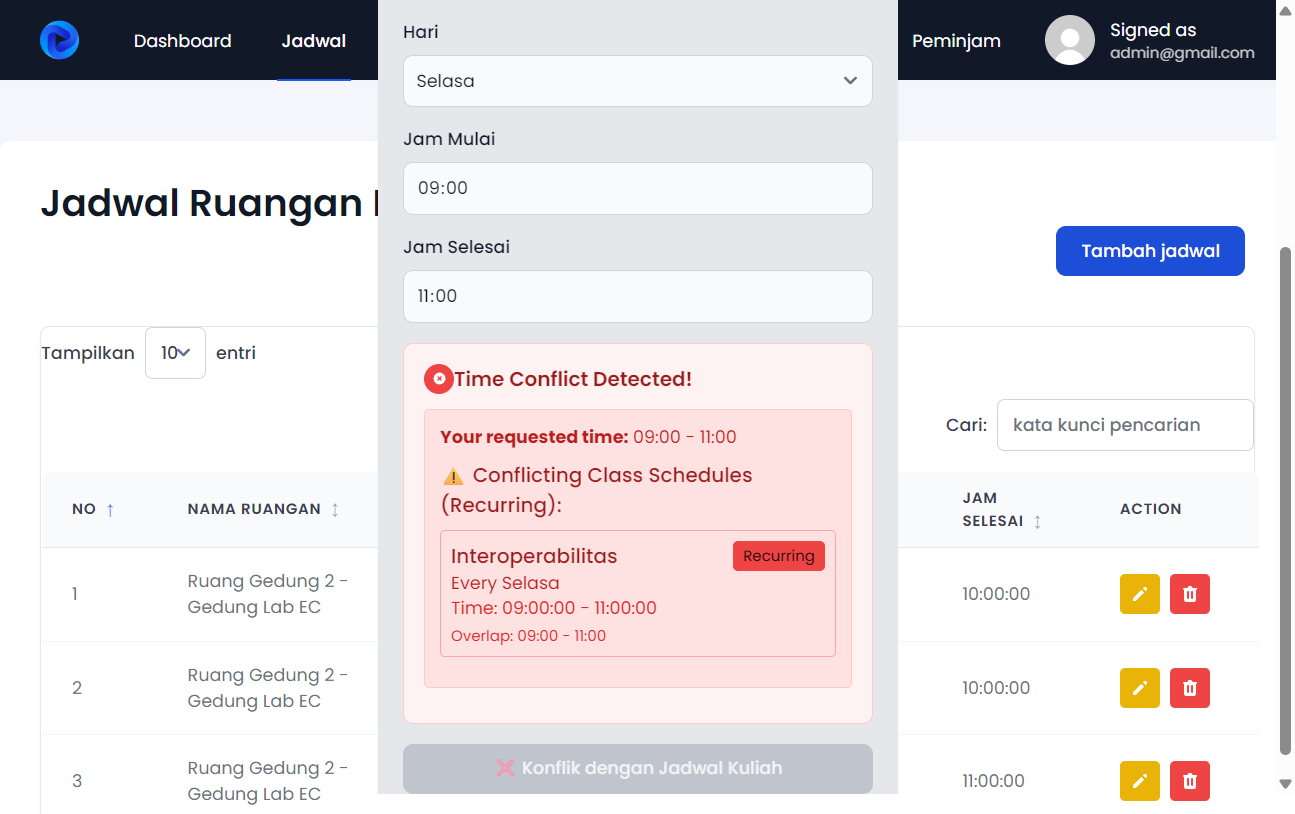 Dashboard
Jadwal
Peminjam
Signed as
admin@gmail.com
Hari
Selasa
Jam Mulai
09:00
Jam Selesai
11:00
Time Conflict Detected!
Your requested time: 09:00 - 11:00
⚠️ Conflicting Class Schedules
(Recurring):
Interoperabilitas
Recurring
Every Selasa
Time: 09:00:00 - 11:00:00
Overlap: 09:00 - 11:00
❌ Konflik dengan Jadwal Kuliah
Jadwal Ruangan
Tambah jadwal
Tampilkan 10 entri
Cari: kata kunci pencarian
NO ↑ NAMA RUANGAN ↕ JAM
SELESAI ↕ ACTION
1 Ruang Gedung 2 -
Gedung Lab EC 10:00:00
2 Ruang Gedung 2 -
Gedung Lab EC 10:00:00
3 Ruang Gedung 2 -
Gedung Lab EC 11:00:00